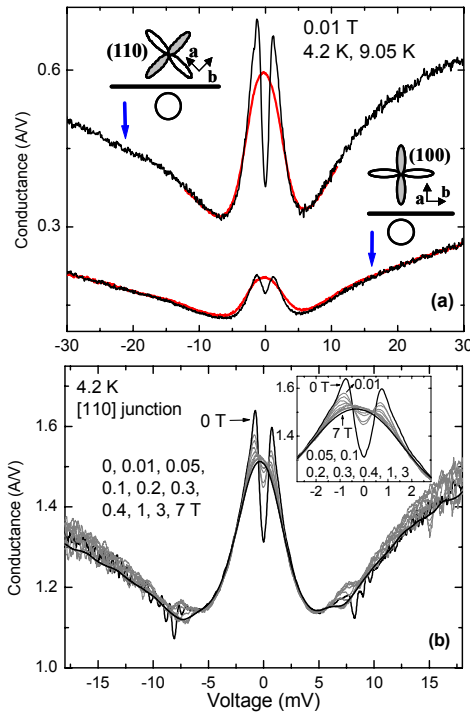 0.01 T
4.2 K, 9.05 K
(110)
a
b
(100)
a
b
(a)
0.6
0.3
Conductance (A/V)
-30 -20 -10 0 10 20 30
4.2 K
[110] junction
0 T
0, 0.01, 0.05,
0.1, 0.2, 0.3,
0.4, 1, 3, 7 T
0 T 0.01
7 T
0.05, 0.1
0.2, 0.3, 0.4, 1, 3
1.6
1.5
1.4
-2 -1 0 1 2
(b)
1.6
1.4
1.2
1.0
Conductance (A/V)
-15 -10 -5 0 5 10 15
Voltage (mV)